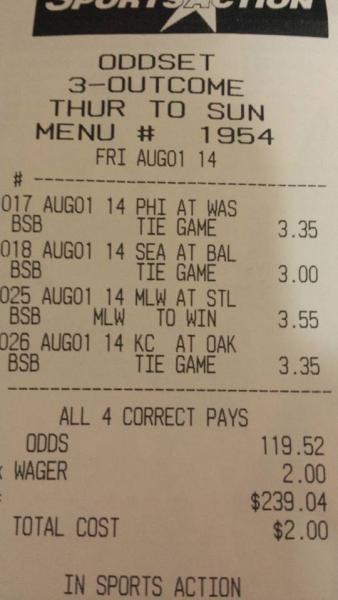 SPORTS ACTION
ODDSET
3-OUTCOME
THUR TO SUN
MENU # 1954
FRI AUG01 14
#
017 AUG01 14 PHI AT WAS
BSB TIE GAME 3.35
018 AUG01 14 SEA AT BAL
BSB TIE GAME 3.00
025 AUG01 14 MLW AT STL
BSB MLW TO WIN 3.55
026 AUG01 14 KC AT OAK
BSB TIE GAME 3.35
ALL 4 CORRECT PAYS
ODDS 119.52
x WAGER 2.00
= $239.04
TOTAL COST $2.00
IN SPORTS ACTION